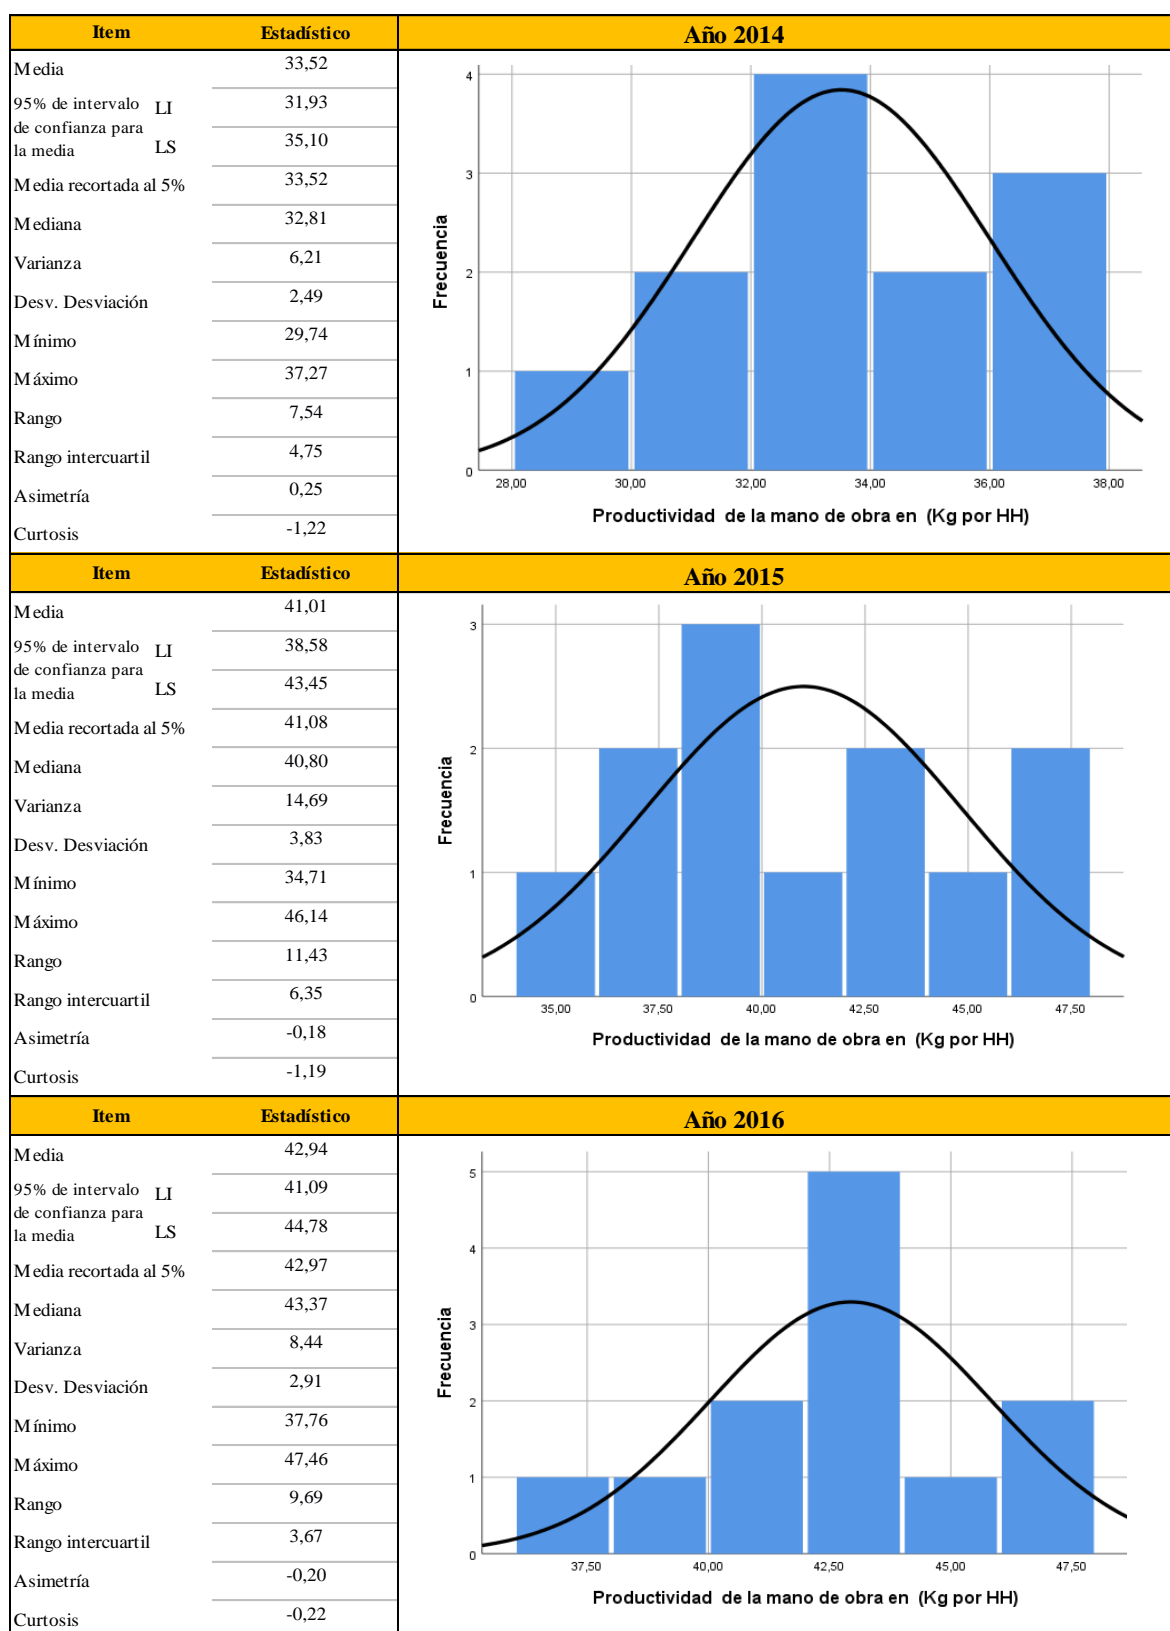 Item Estadístico Año 2014
Media 33,52
95% de intervalo de confianza para la media LI 31,93
LS 35,10
Media recortada al 5% 33,52
Mediana 32,81
Varianza 6,21
Desv. Desviación 2,49
Mínimo 29,74
Máximo 37,27
Rango 7,54
Rango intercuartil 4,75
Asimetría 0,25
Curtosis -1,22
Frecuencia
4
3
2
1
0
28,00 30,00 32,00 34,00 36,00 38,00
Productividad de la mano de obra en (Kg por HH)
Item Estadístico Año 2015
Media 41,01
95% de intervalo de confianza para la media LI 38,58
LS 43,45
Media recortada al 5% 41,08
Mediana 40,80
Varianza 14,69
Desv. Desviación 3,83
Mínimo 34,71
Máximo 46,14
Rango 11,43
Rango intercuartil 6,35
Asimetría -0,18
Curtosis -1,19
Frecuencia
3
2
1
0
35,00 37,50 40,00 42,50 45,00 47,50
Productividad de la mano de obra en (Kg por HH)
Item Estadístico Año 2016
Media 42,94
95% de intervalo de confianza para la media LI 41,09
LS 44,78
Media recortada al 5% 42,97
Mediana 43,37
Varianza 8,44
Desv. Desviación 2,91
Mínimo 37,76
Máximo 47,46
Rango 9,69
Rango intercuartil 3,67
Asimetría -0,20
Curtosis -0,22
Frecuencia
5
4
3
2
1
0
37,50 40,00 42,50 45,00 47,50
Productividad de la mano de obra en (Kg por HH)